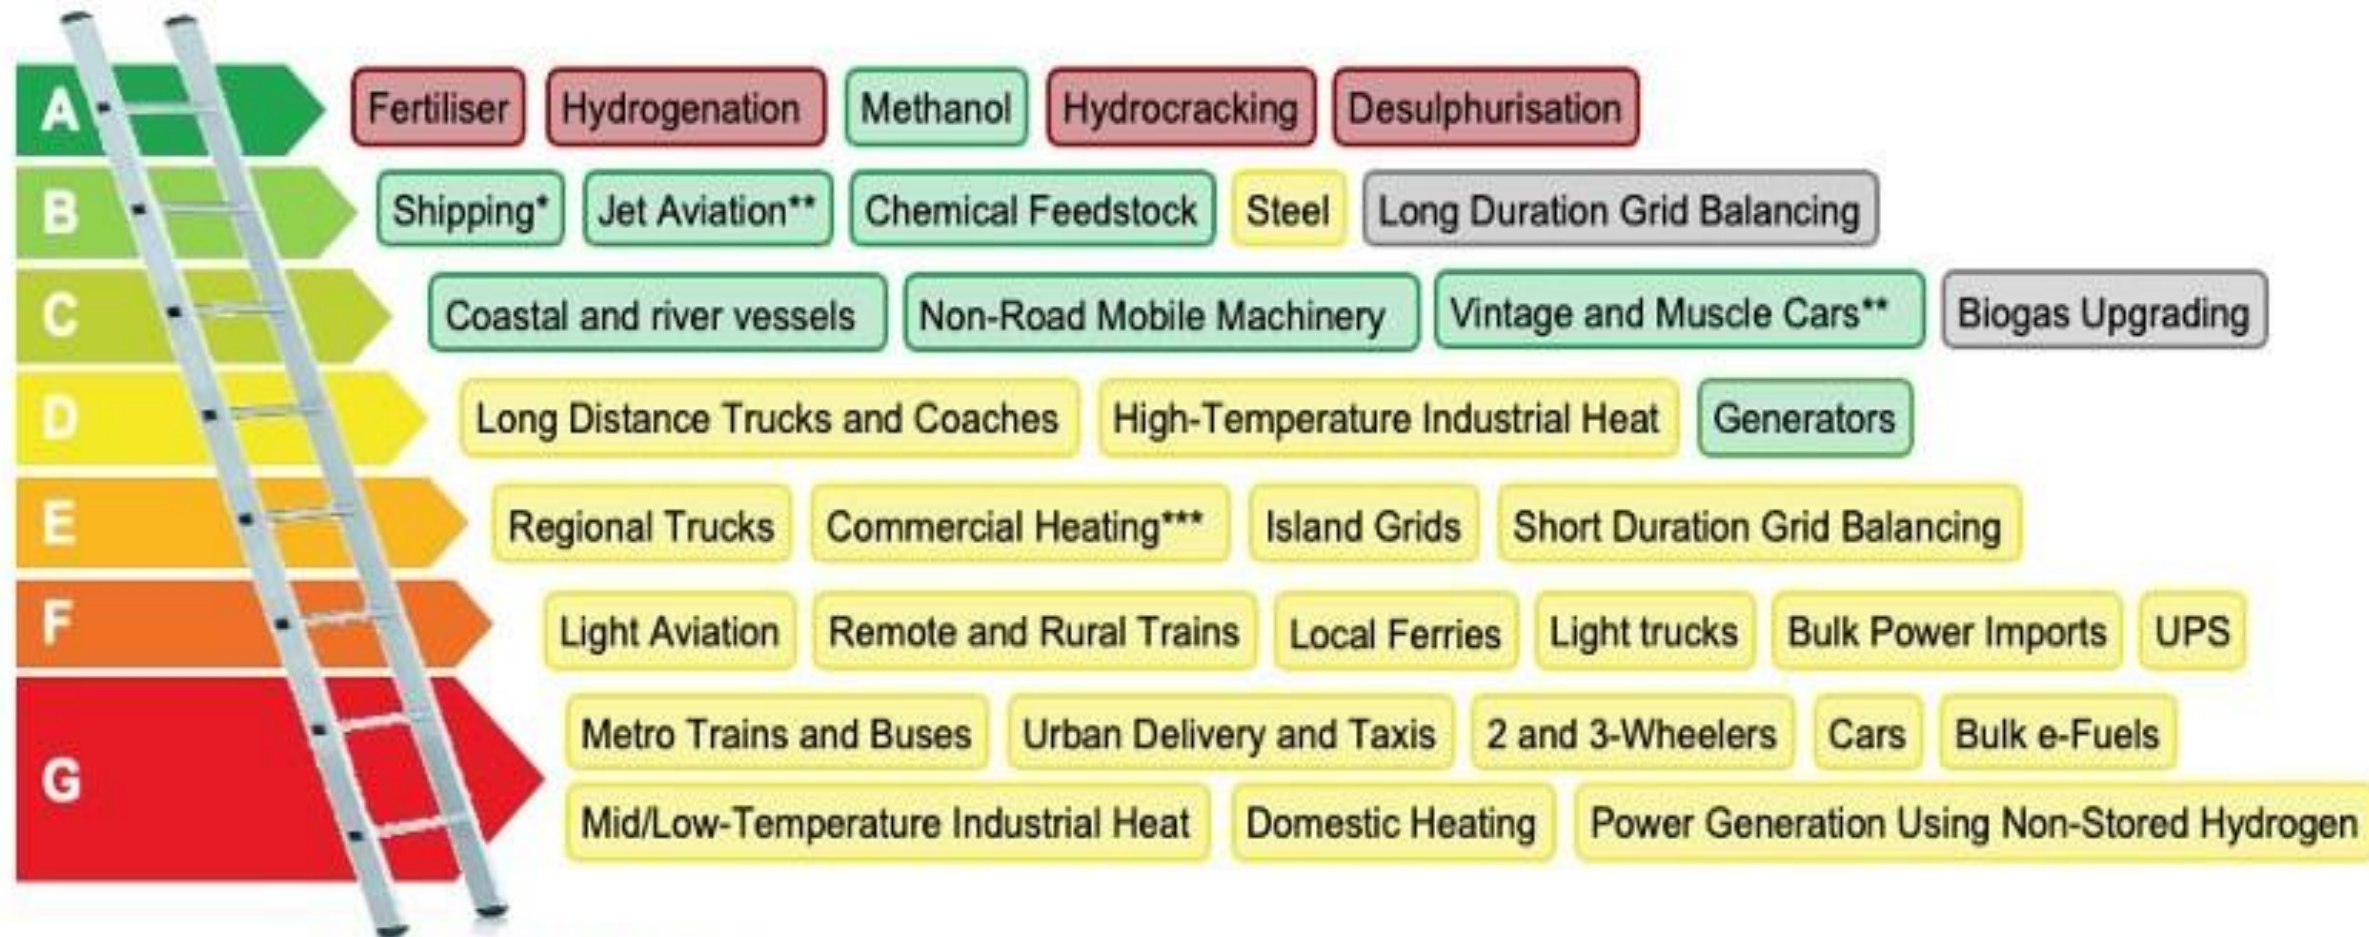 A Fertiliser Hydrogenation Methanol Hydrocracking Desulphurisation
B Shipping* Jet Aviation** Chemical Feedstock Steel Long Duration Grid Balancing
C Coastal and river vessels Non-Road Mobile Machinery Vintage and Muscle Cars** Biogas Upgrading
D Long Distance Trucks and Coaches High-Temperature Industrial Heat Generators
E Regional Trucks Commercial Heating*** Island Grids Short Duration Grid Balancing
F Light Aviation Remote and Rural Trains Local Ferries Light trucks Bulk Power Imports UPS
G Metro Trains and Buses Urban Delivery and Taxis 2 and 3-Wheelers Cars Bulk e-Fuels
Mid/Low-Temperature Industrial Heat Domestic Heating Power Generation Using Non-Stored Hydrogen